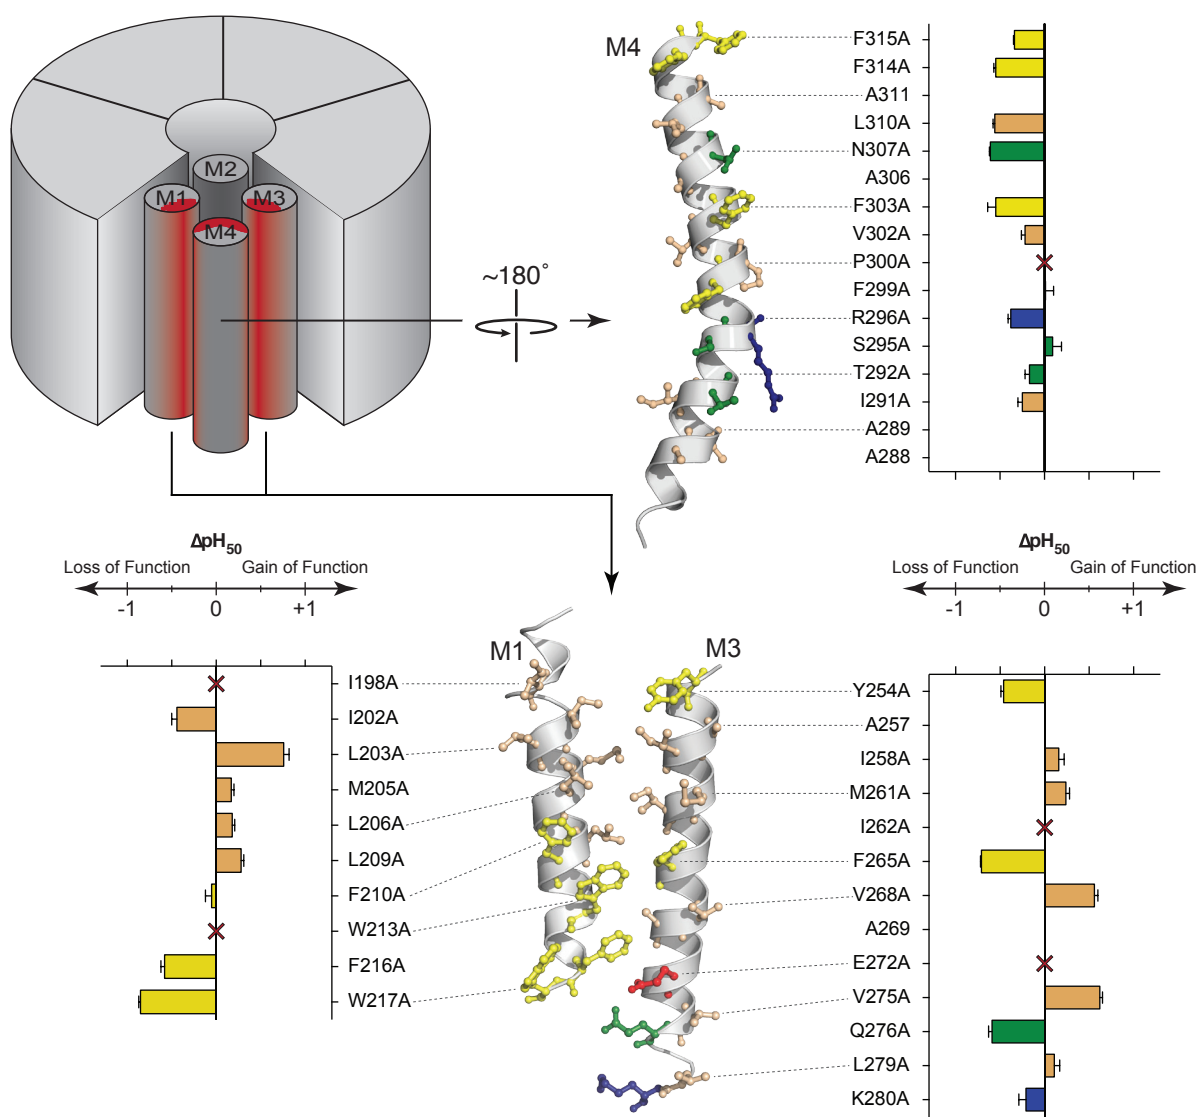 M2
M1
M3
M4
~180°
M4
F315A
F314A
A311
L310A
N307A
A306
F303A
V302A
P300A
F299A
R296A
S295A
T292A
I291A
A289
A288
ΔpH50
Loss of Function
Gain of Function
-1
0
+1
ΔpH50
Loss of Function
Gain of Function
-1
0
+1
M1
M3
I198A
I202A
L203A
M205A
L206A
L209A
F210A
W213A
F216A
W217A
Y254A
A257
I258A
M261A
I262A
F265A
V268A
A269
E272A
V275A
Q276A
L279A
K280A